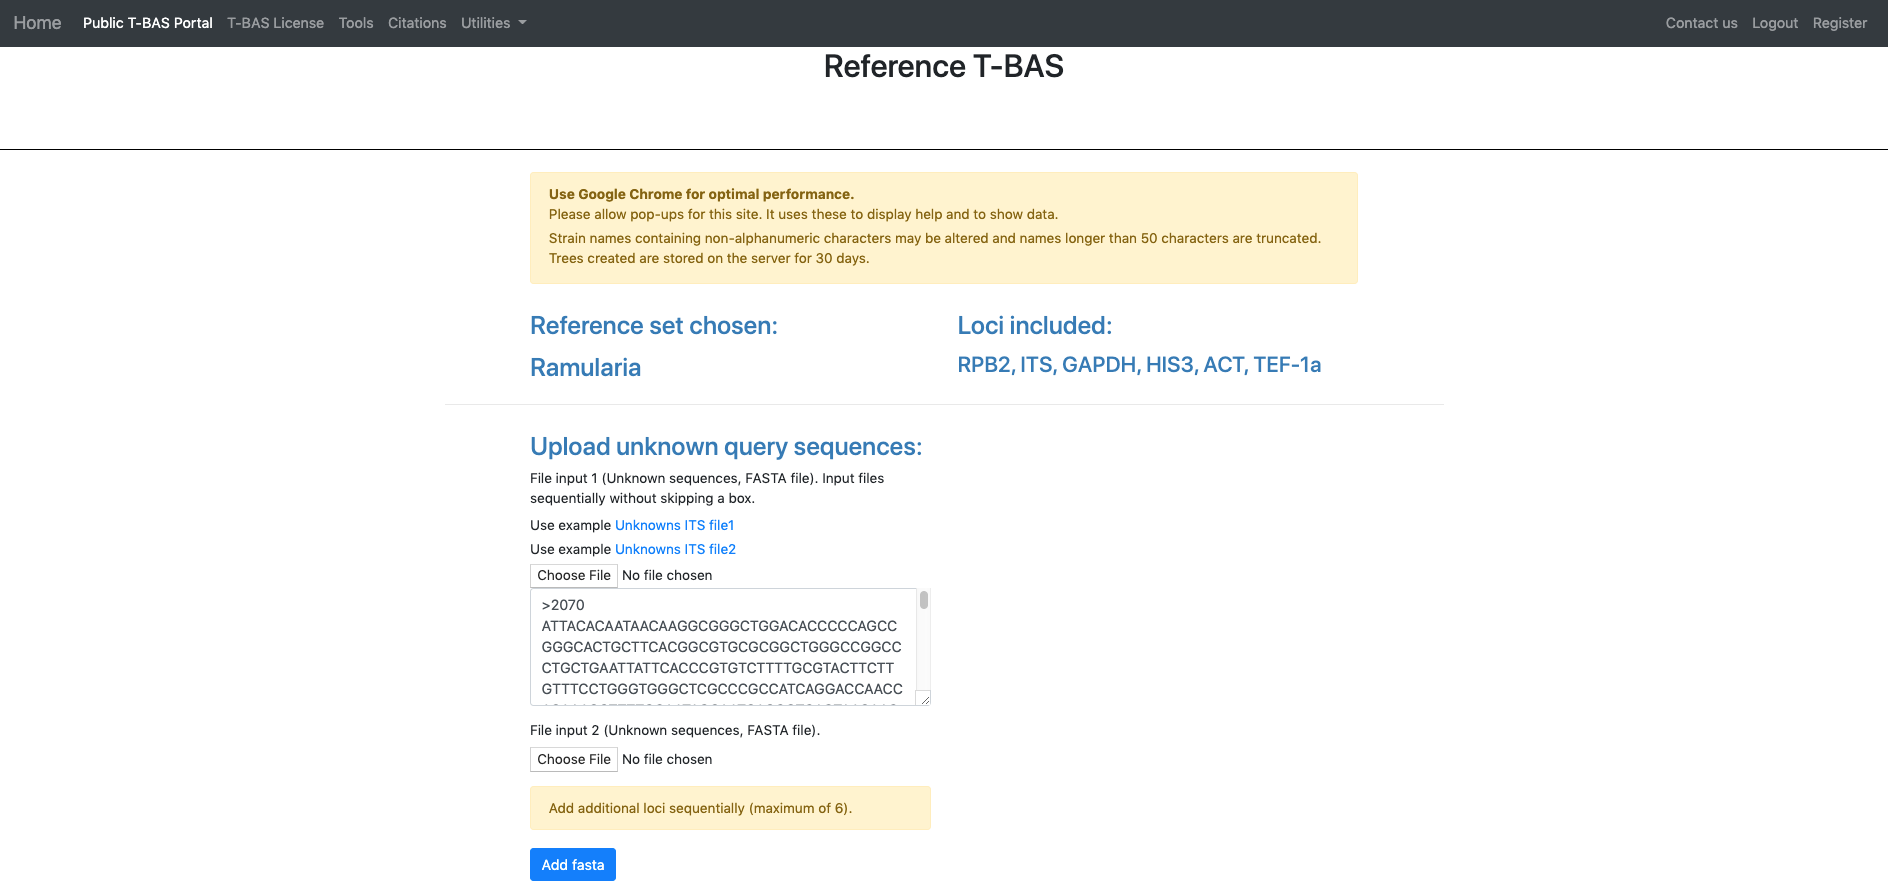 Home Public T-BAS Portal T-BAS License Tools Citations Utilities Contact us Logout Register
Reference T-BAS
Use Google Chrome for optimal performance.
Please allow pop-ups for this site. It uses these to display help and to show data.
Strain names containing non-alphanumeric characters may be altered and names longer than 50 characters are truncated.
Trees created are stored on the server for 30 days.
Reference set chosen:
Ramularia
Loci included:
RPB2, ITS, GAPDH, HIS3, ACT, TEF-1a
Upload unknown query sequences:
File input 1 (Unknown sequences, FASTA file). Input files
sequentially without skipping a box.
Use example Unknowns ITS file1
Use example Unknowns ITS file2
Choose File No file chosen
>2070
ATTACACAATAACAAGGCGGGCTGGACACCCCCAGCC
GGGCACTGCTTCACGGCGTGCGCGGCTGGGCCGGCC
CTGCTGAATTATTCACCCGTGTCTTTTGCGTACTTCTT
GTTTCCTGGGTGGGCTCGCCCGCCATCAGGACCAACC
File input 2 (Unknown sequences, FASTA file).
Choose File No file chosen
Add additional loci sequentially (maximum of 6).
Add fasta